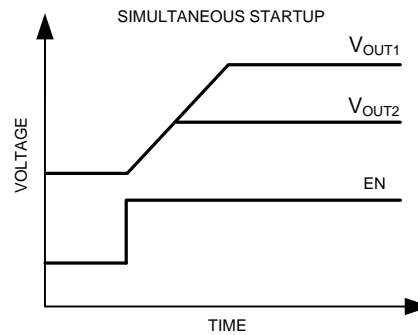 SIMULTANEOUS STARTUP
VOUT1
VOUT2
EN
VOLTAGE
TIME